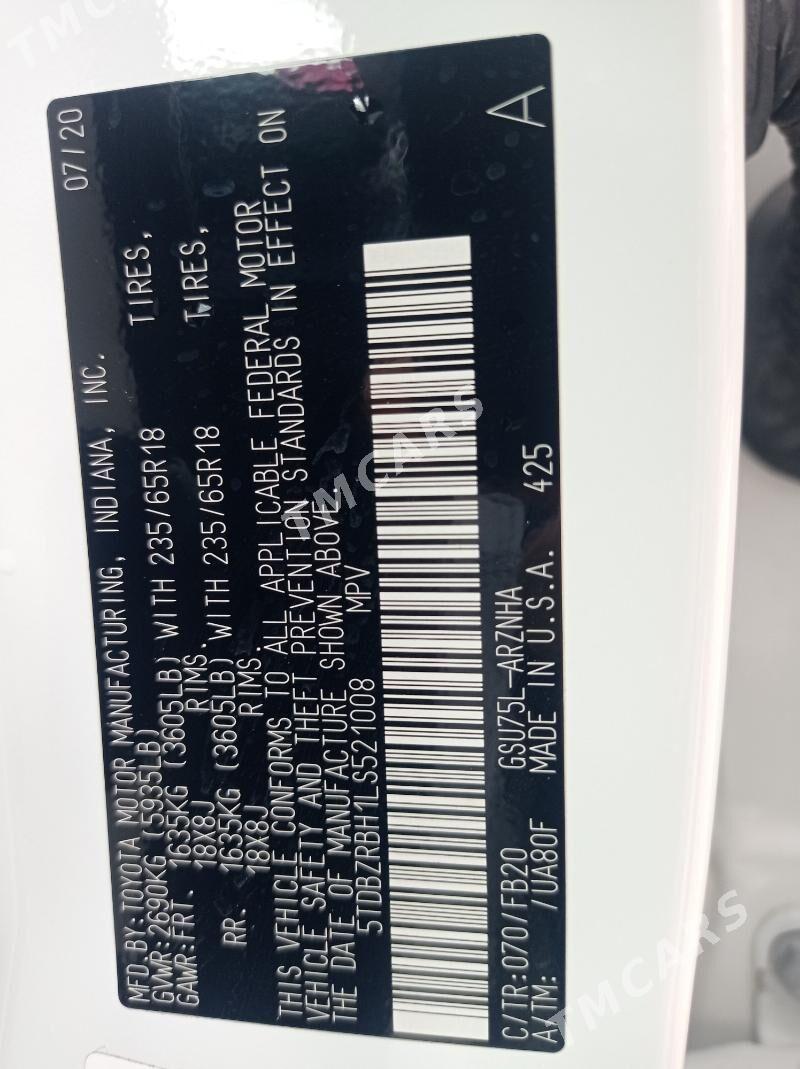 MFD BY: TOYOTA MOTOR MANUFACTURING, INDIANA, INC. 07/20
GVWR: 2690KG (5935LB)
GAWR: FRT. 1635KG (3605LB) WITH 235/65R18 TIRES,
18X8J RIMS.
RR. 1635KG (3605LB) WITH 235/65R18 TIRES,
18X8J RIMS.
THIS VEHICLE CONFORMS TO ALL APPLICABLE FEDERAL MOTOR
VEHICLE SAFETY AND THEFT PREVENTION STANDARDS IN EFFECT ON
THE DATE OF MANUFACTURE SHOWN ABOVE.
5TDBZRBH1LS521008 MPV
C/TR: 070/FB20 GSU75L-ARZNHA A
A/TM: /UA80F MADE IN U.S.A. 425
TMCARS
TMCARS
TMCARS